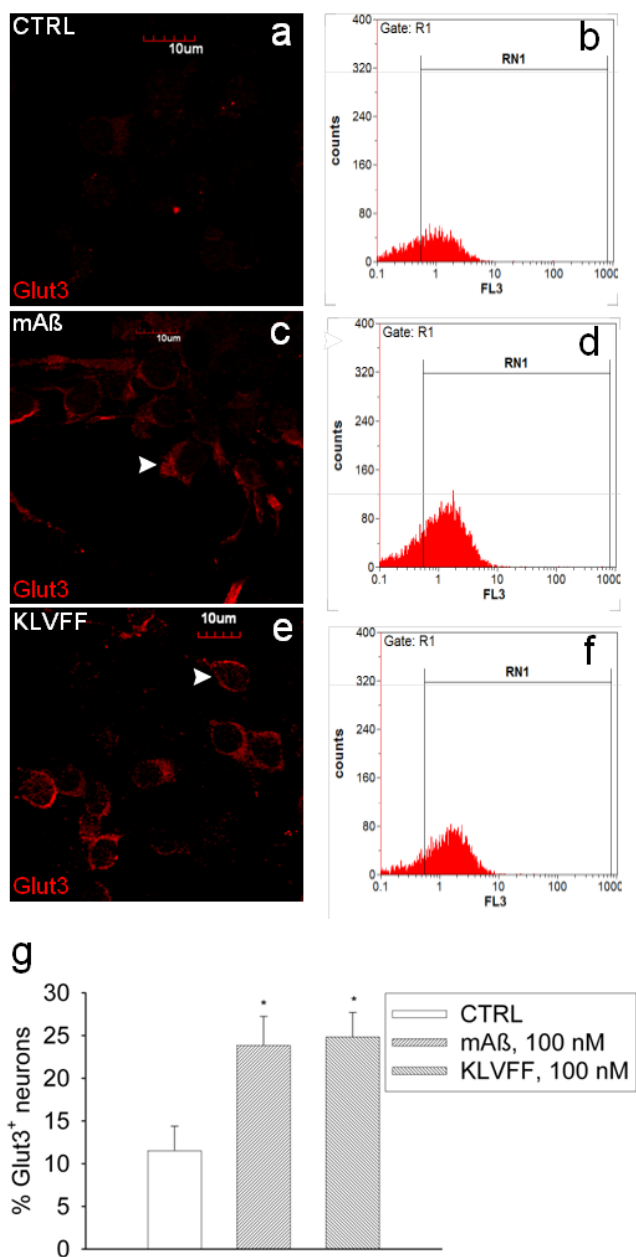 CTRL
10um
a
Glut3
Gate: R1
b
RN1
400
320
240
160
80
0
counts
0.1 1 10 100 1000
FL3
mAß
10um
c
Glut3
Gate: R1
d
RN1
400
320
240
160
80
0
counts
0.1 1 10 100 1000
FL3
KLVFF
10um
e
Glut3
Gate: R1
f
RN1
400
320
240
160
80
0
counts
0.1 1 10 100 1000
FL3
g
% Glut3+ neurons
30
25
20
15
10
5
0
* *
CTRL
mAß, 100 nM
KLVFF, 100 nM